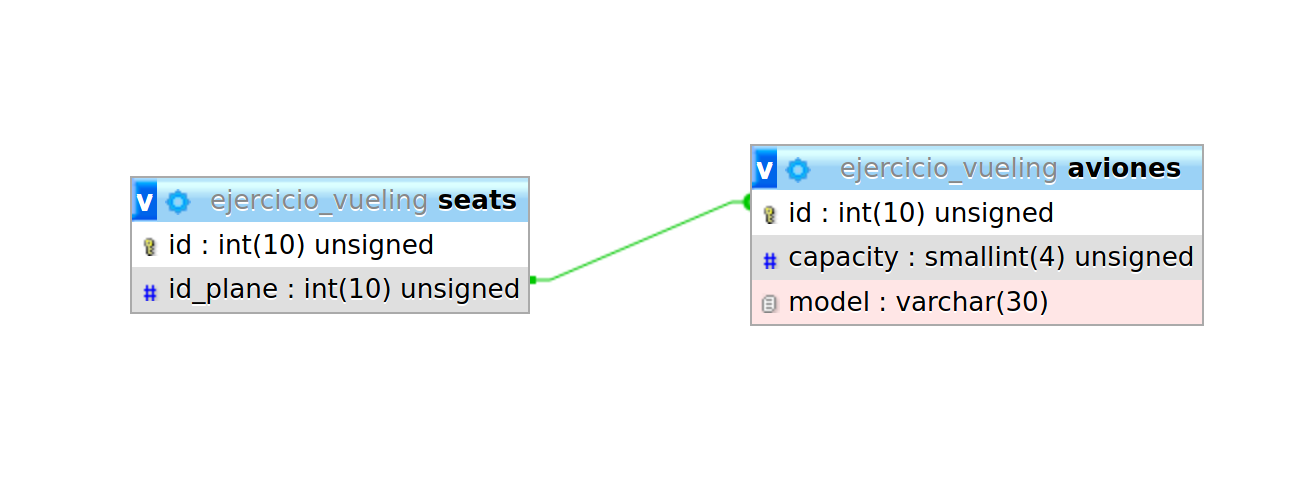 v ejercicio_vueling seats
id : int(10) unsigned
# id_plane : int(10) unsigned
v ejercicio_vueling aviones
id : int(10) unsigned
# capacity : smallint(4) unsigned
model : varchar(30)